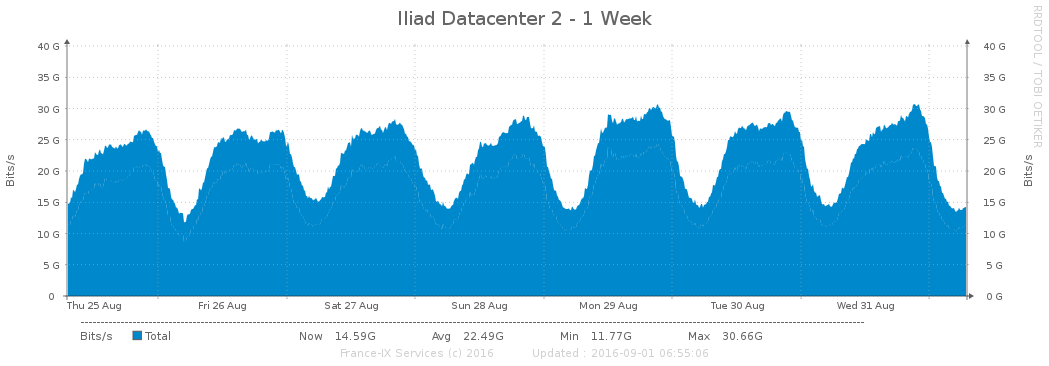 Iliad Datacenter 2 - 1 Week
RRDTOOL / TOBI OETIKER
Bits/s
Bits/s
40 G
40 G
35 G
35 G
30 G
30 G
25 G
25 G
20 G
20 G
15 G
15 G
10 G
10 G
5 G
5 G
0
0 G
Thu 25 Aug Fri 26 Aug Sat 27 Aug Sun 28 Aug Mon 29 Aug Tue 30 Aug Wed 31 Aug
Bits/s Total Now 14.59G Avg 22.49G Min 11.77G Max 30.66G
France-IX Services (c) 2016 Updated : 2016-09-01 06:55:06